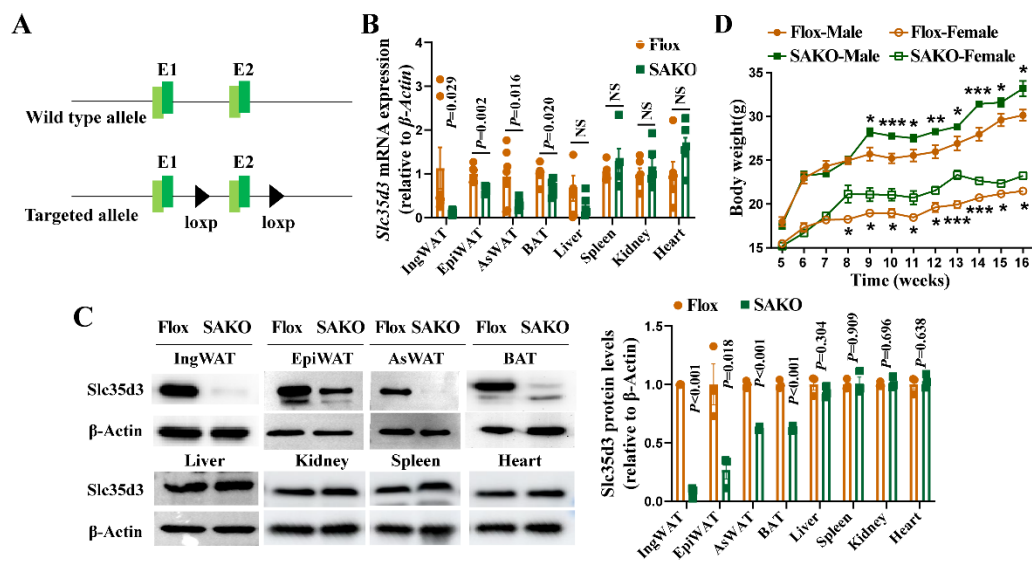 A
E1
E2
Wild type allele
E1
E2
Targeted allele
loxp
loxp
B
Slc35d3 mRNA expression
(relative to β-Actin)
Flox
SAKO
4
3
2
1
0
P=0.029
P=0.002
P=0.016
P=0.020
NS
NS
NS
NS
IngWAT
EpiWAT
AsWAT
BAT
Liver
Spleen
Kidney
Heart
D
Flox-Male
Flox-Female
SAKO-Male
SAKO-Female
Body weight(g)
35
30
25
20
15
* *** * ** * *** * *
* * * * *** *** * *
5 6 7 8 9 10 11 12 13 14 15 16
Time (weeks)
C
Flox SAKO Flox SAKO Flox SAKO Flox SAKO
IngWAT EpiWAT AsWAT BAT
Slc35d3
β-Actin
Liver Kidney Spleen Heart
Slc35d3
β-Actin
Flox
SAKO
Slc35d3 protein levels
(relative to β-Actin)
1.5
1.0
0.5
0.0
P<0.001
P=0.018
P<0.001
P<0.001
P=0.304
P=0.909
P=0.696
P=0.638
IngWAT
EpiWAT
AsWAT
BAT
Liver
Spleen
Kidney
Heart